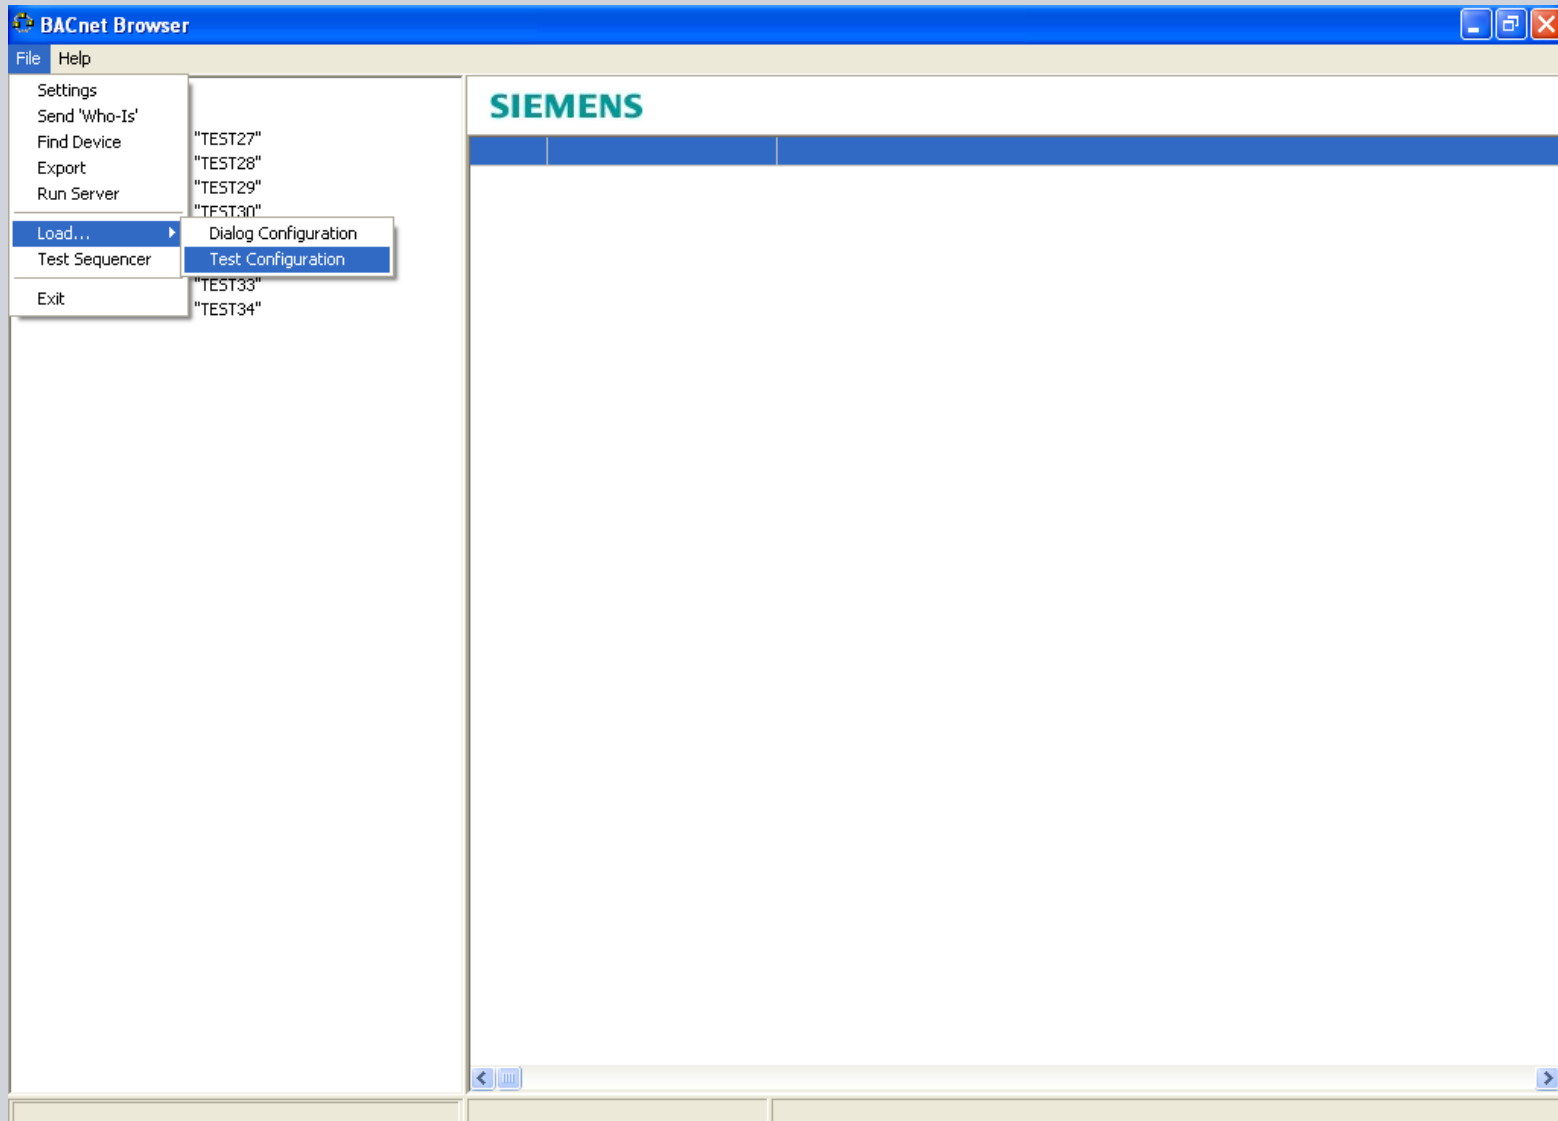 BACnet Browser
File Help
Settings
Send 'Who-Is'
Find Device
Export
Run Server
Load...
Test Sequencer
Exit
Dialog Configuration
Test Configuration
"TEST27"
"TEST28"
"TEST29"
"TEST30"
"TEST33"
"TEST34"
SIEMENS